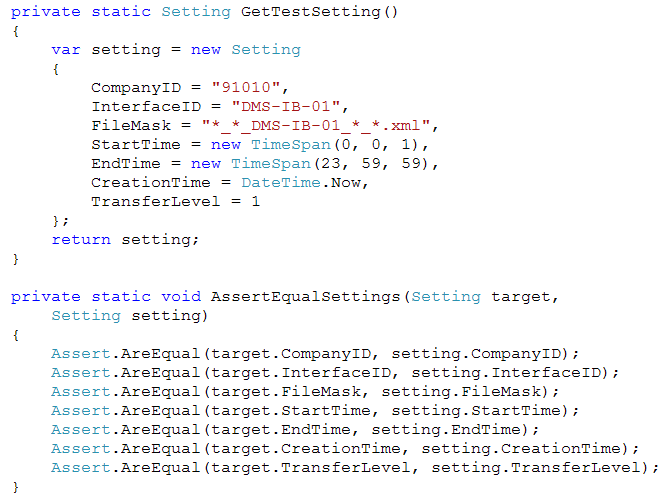 private static Setting GetTestSetting()
{
    var setting = new Setting
    {
        CompanyID = "91010",
        InterfaceID = "DMS-IB-01",
        FileMask = "*_*_DMS-IB-01_*_*.xml",
        StartTime = new TimeSpan(0, 0, 1),
        EndTime = new TimeSpan(23, 59, 59),
        CreationTime = DateTime.Now,
        TransferLevel = 1
    };
    return setting;
}

private static void AssertEqualSettings(Setting target,
    Setting setting)
{
    Assert.AreEqual(target.CompanyID, setting.CompanyID);
    Assert.AreEqual(target.InterfaceID, setting.InterfaceID);
    Assert.AreEqual(target.FileMask, setting.FileMask);
    Assert.AreEqual(target.StartTime, setting.StartTime);
    Assert.AreEqual(target.EndTime, setting.EndTime);
    Assert.AreEqual(target.CreationTime, setting.CreationTime);
    Assert.AreEqual(target.TransferLevel, setting.TransferLevel);
}